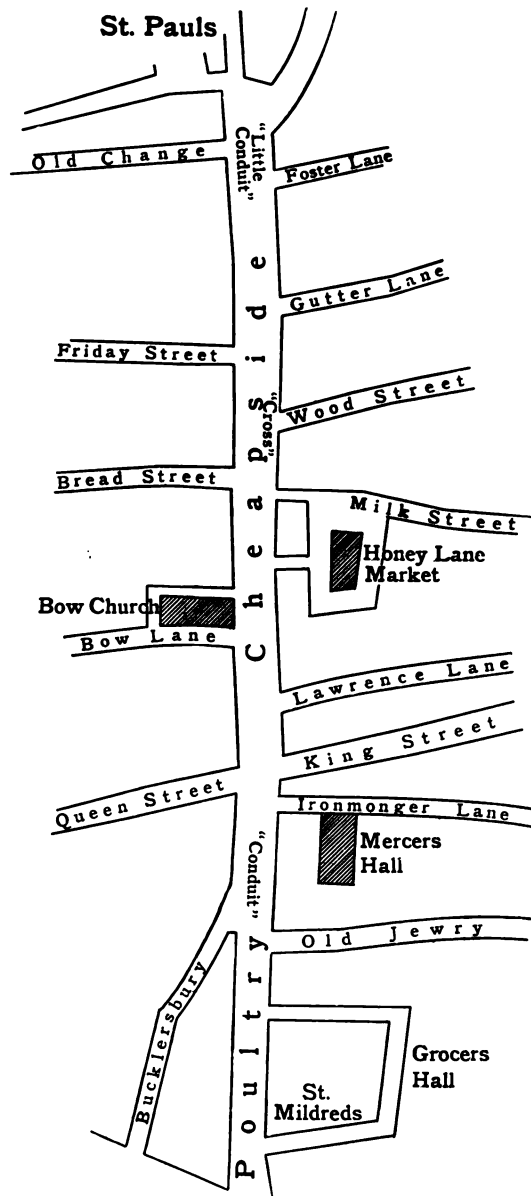 St. Pauls
Old Change
"Little
Conduit"
Foster Lane
Gutter Lane
Friday Street
Wood Street
"Cross"
Bread Street
Milk Street
Honey Lane
Market
Cheapside
Bow Church
Bow Lane
Lawrence Lane
King Street
Queen Street
Ironmonger Lane
Mercers
Hall
"Conduit"
Old Jewry
Bucklersbury
Poultry
Grocers
Hall
St.
Mildreds